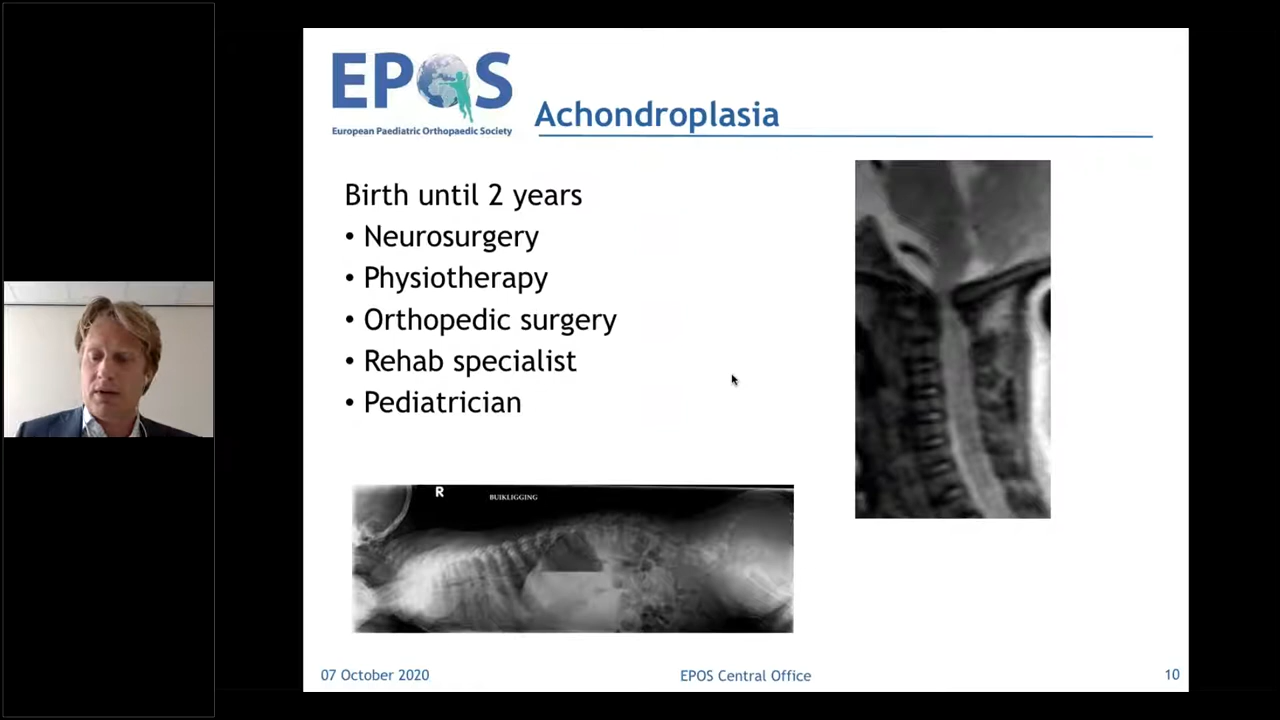 EPOS
European Paediatric Orthopaedic Society
Achondroplasia
Birth until 2 years
• Neurosurgery
• Physiotherapy
• Orthopedic surgery
• Rehab specialist
• Pediatrician
R
BUIKLIGGING
07 October 2020
EPOS Central Office
10